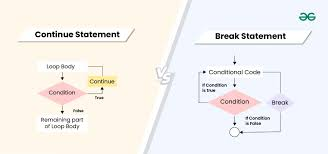 Continue Statement
Loop Body
Continue
Condition
True
False
Remaining part
of Loop Body
VS
Break Statement
Conditional Code
If Condition
is true
Condition
Break
If Condition
is False